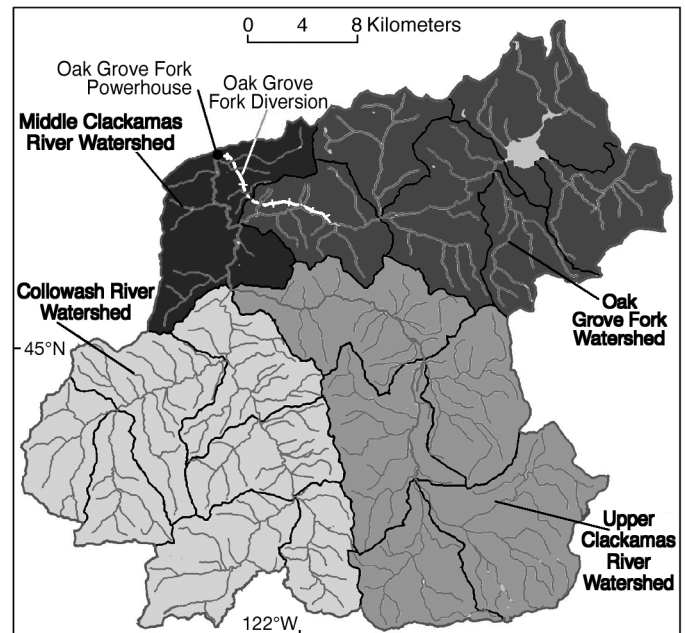 0 4 8 Kilometers
Oak Grove Fork
Powerhouse
Oak Grove
Fork Diversion
Middle Clackamas
River Watershed
Collowash River
Watershed
45°N
Oak
Grove Fork
Watershed
Upper
Clackamas
River
Watershed
122°W